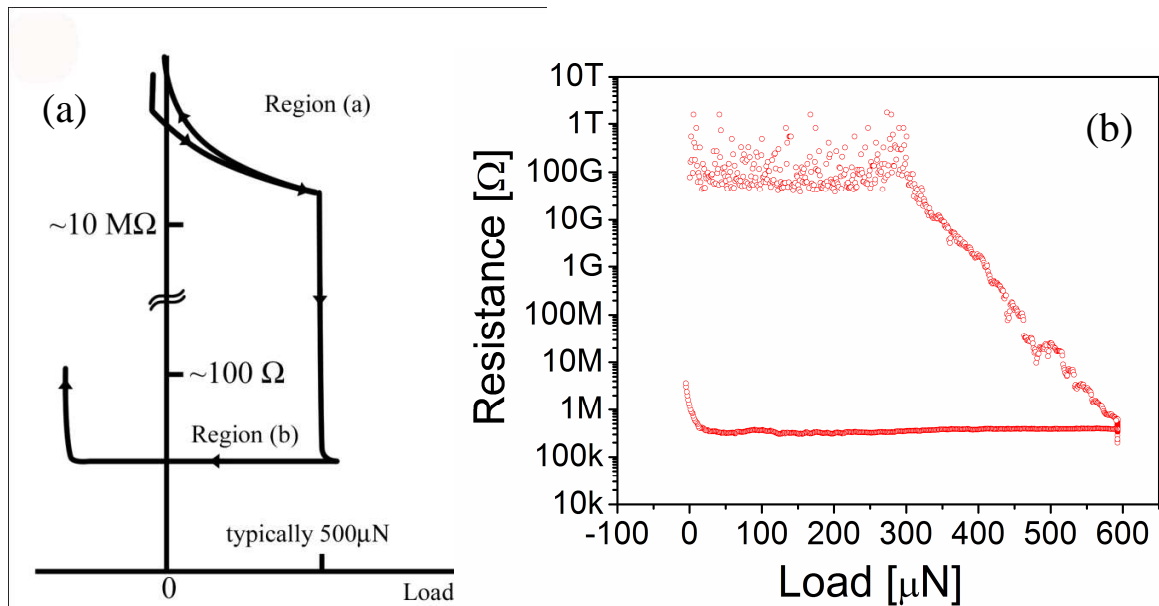 (a)
Region (a)
~10 MΩ
~100 Ω
Region (b)
typically 500μN
0
Load
(b)
Resistance [Ω]
10T
1T
100G
10G
1G
100M
10M
1M
100k
10k
-100 0 100 200 300 400 500 600
Load [μN]